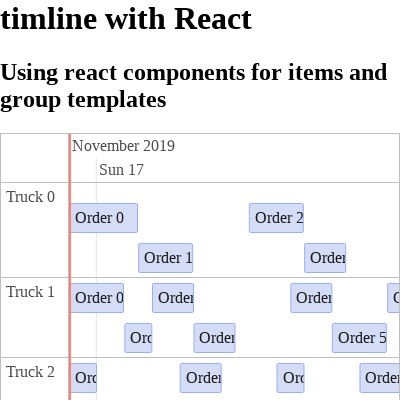 timline with React
Using react components for items and
group templates
November 2019
Sun 17
Truck 0
Order 0
Order 2
Order 1
Order
Truck 1
Order 0
Order
Order
Orc
Order
Order 5
Truck 2
Orc
Order
Orc
Order